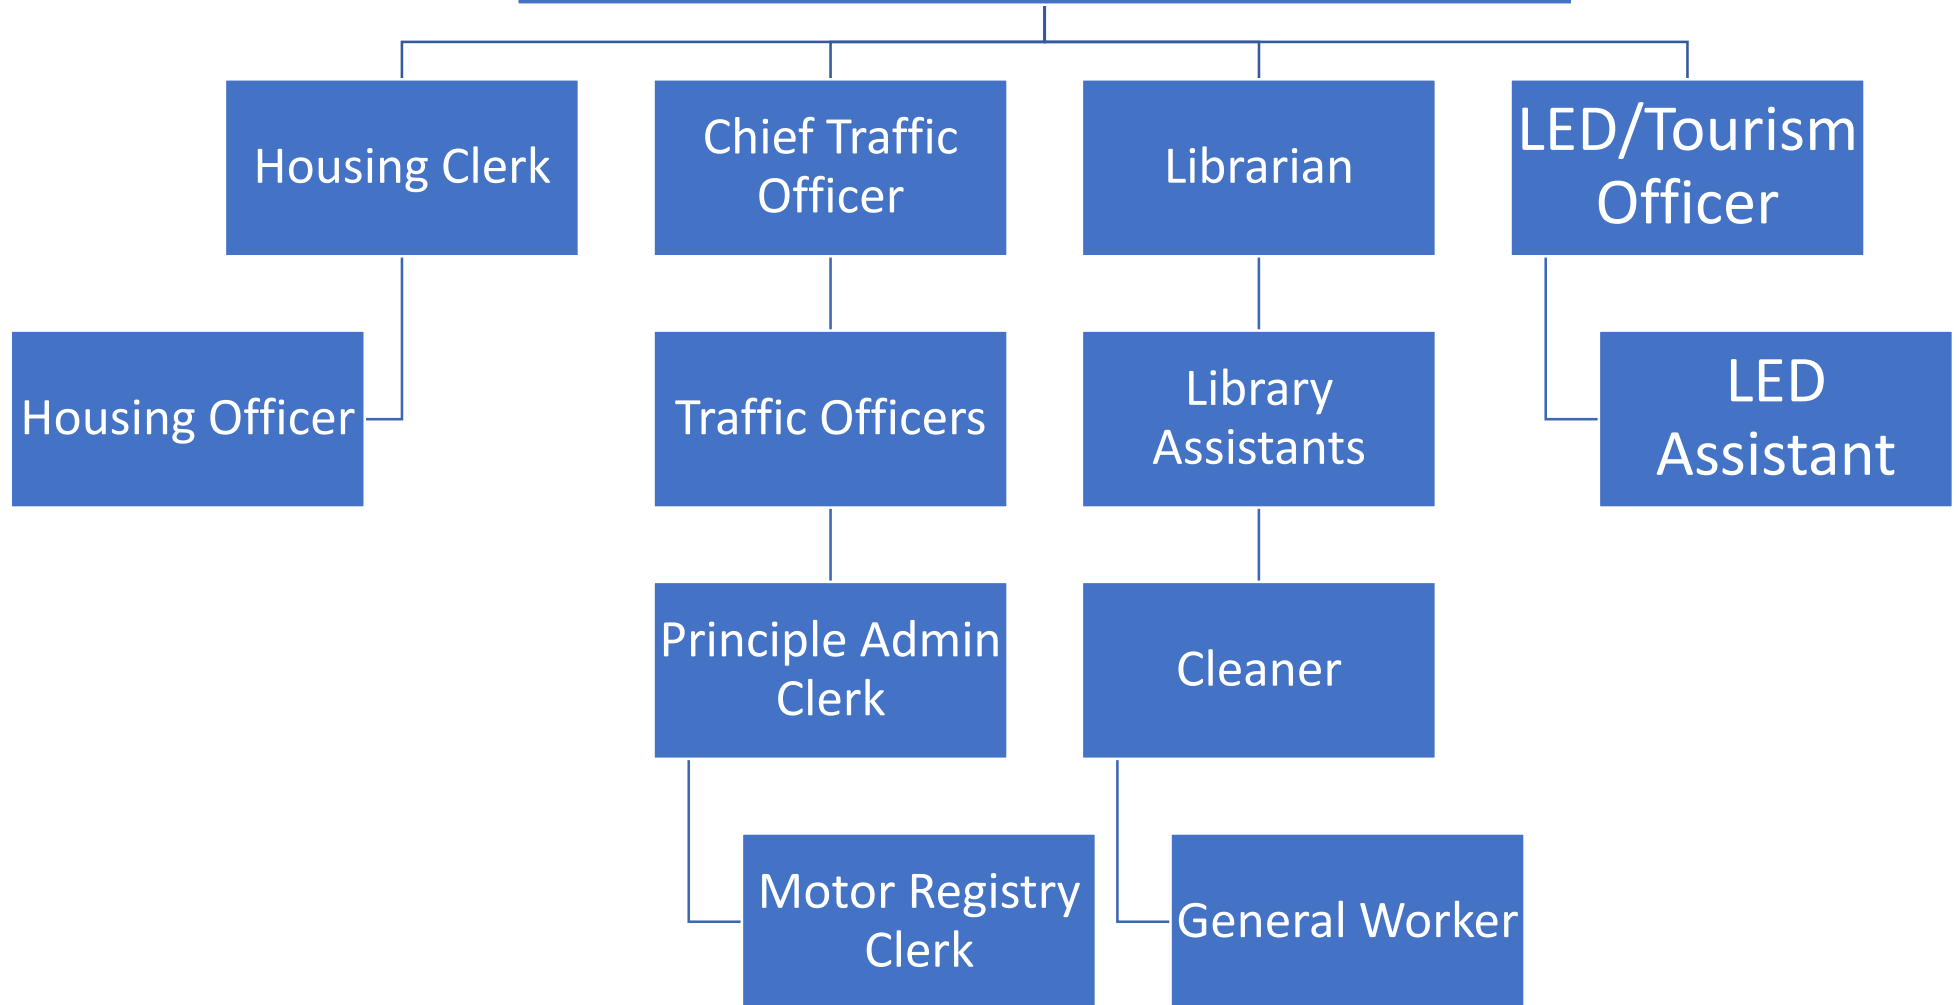 Housing Clerk
Chief Traffic
Officer
Librarian
LED/Tourism
Officer
Housing Officer
Traffic Officers
Library
Assistants
LED
Assistant
Principle Admin
Clerk
Cleaner
Motor Registry
Clerk
General Worker